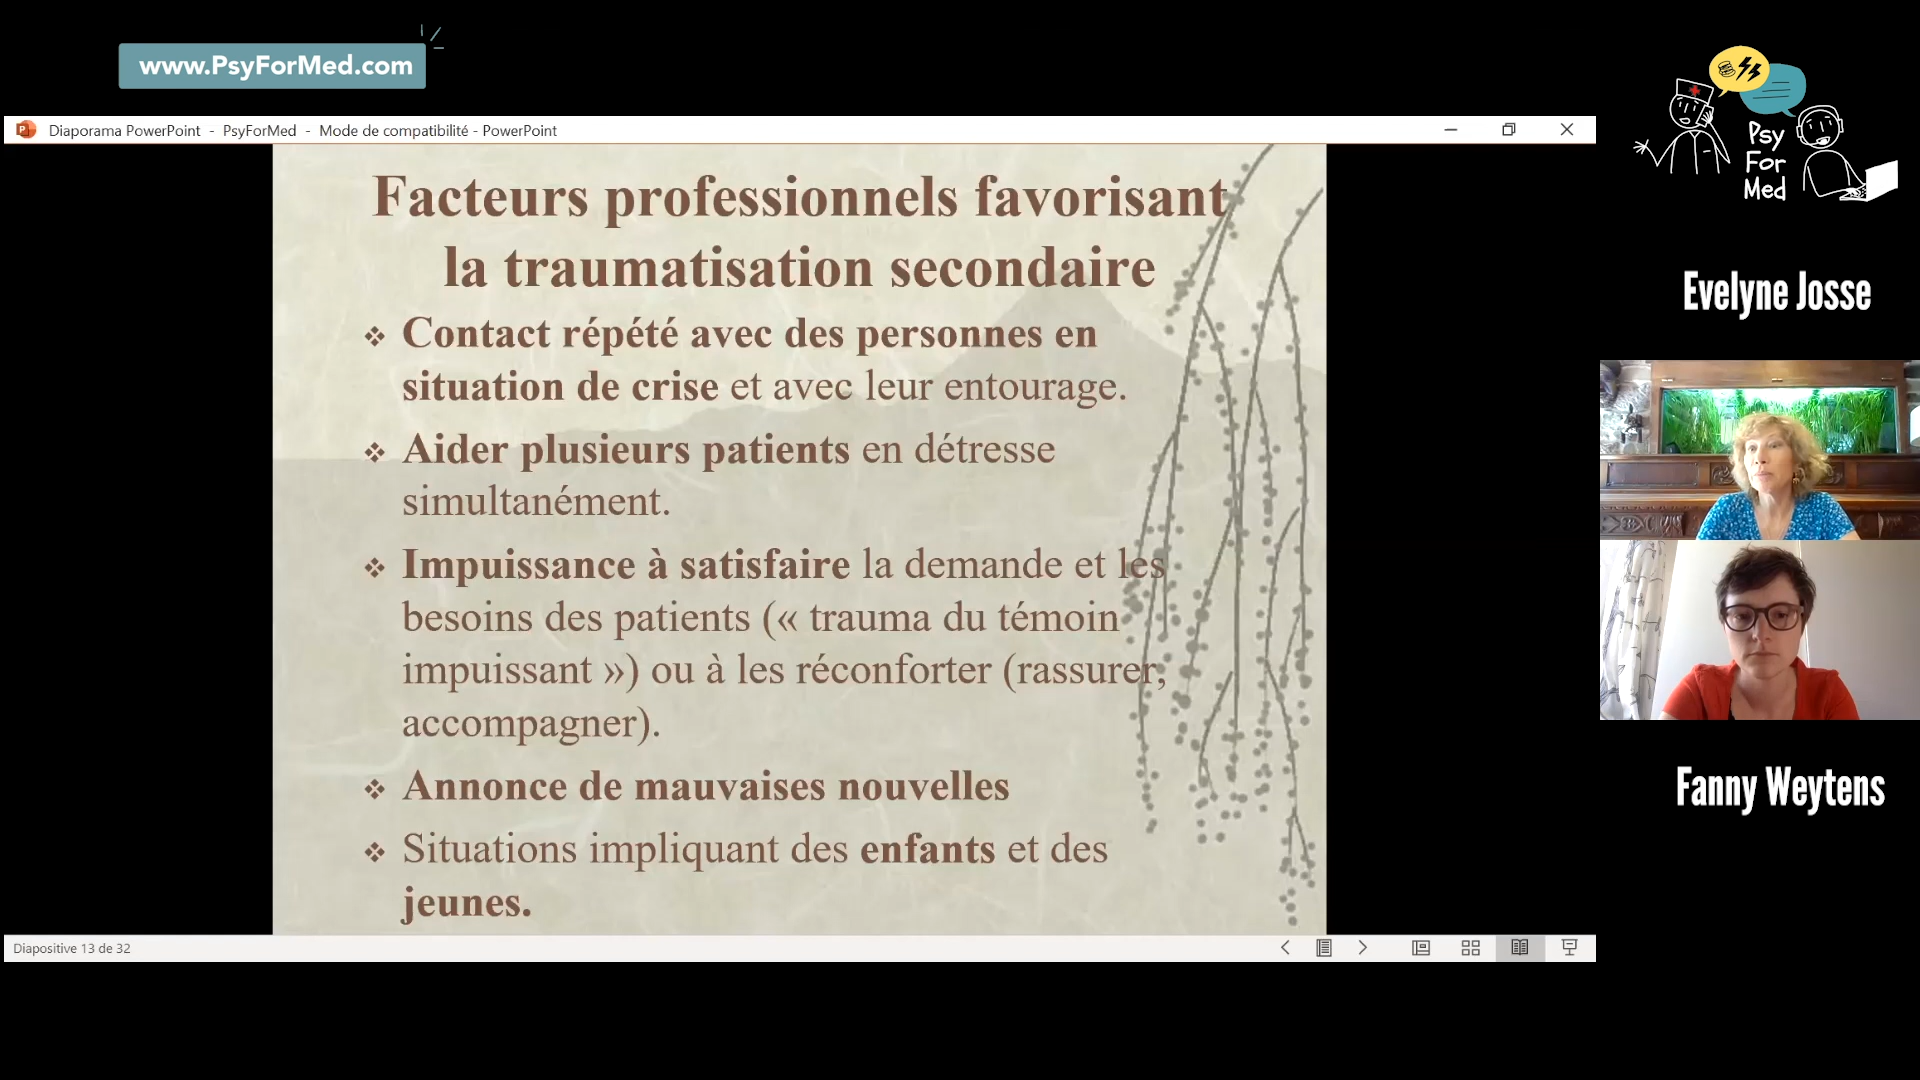 www.PsyForMed.com
Diaporama PowerPoint - PsyForMed - Mode de compatibilité - PowerPoint
Facteurs professionnels favorisant
la traumatisation secondaire
❖ Contact répété avec des personnes en
situation de crise et avec leur entourage.
❖ Aider plusieurs patients en détresse
simultanément.
❖ Impuissance à satisfaire la demande et les
besoins des patients (« trauma du témoin
impuissant ») ou à les réconforter (rassurer,
accompagner).
❖ Annonce de mauvaises nouvelles
❖ Situations impliquant des enfants et des
jeunes.
Diapositive 13 de 32
Psy
For
Med
Evelyne Josse
Fanny Weytens